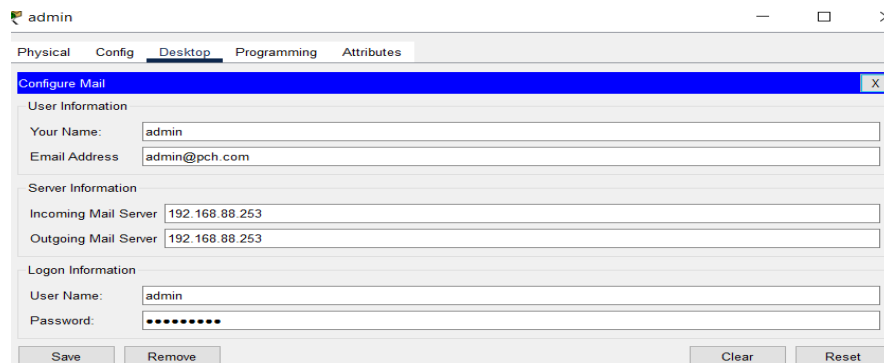 admin
Physical Config Desktop Programming Attributes
Configure Mail X
User Information
Your Name: admin
Email Address admin@pch.com
Server Information
Incoming Mail Server 192.168.88.253
Outgoing Mail Server 192.168.88.253
Logon Information
User Name: admin
Password: •••••••••
Save Remove Clear Reset